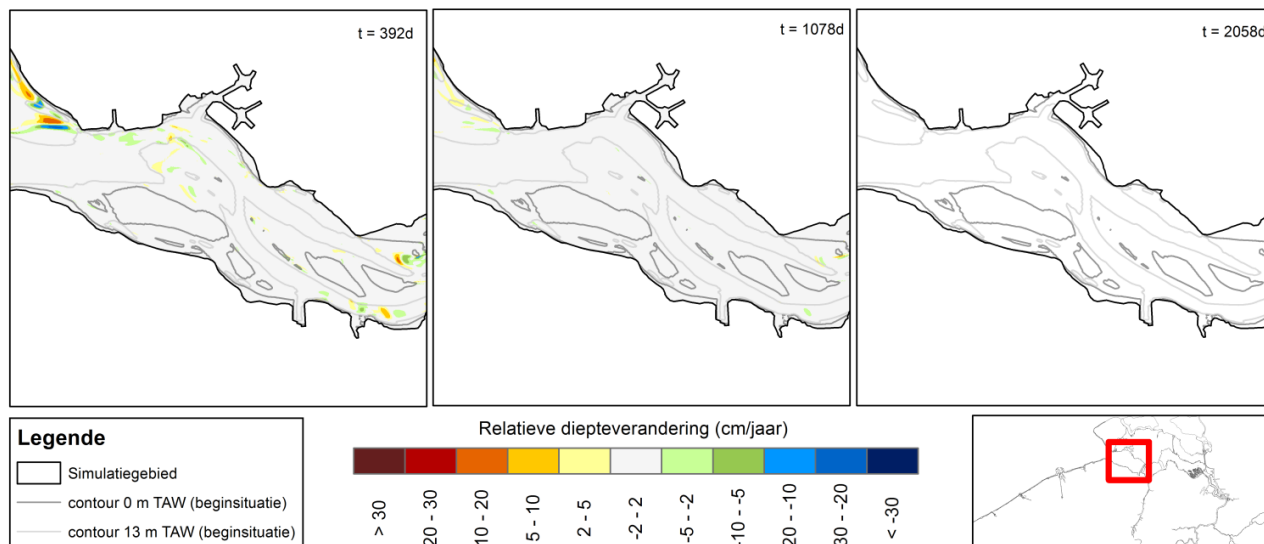 t = 392d
t = 1078d
t = 2058d
Legende
Simulatiegebied
contour 0 m TAW (beginsituatie)
contour 13 m TAW (beginsituatie)
Relatieve diepteverandering (cm/jaar)
> 30
20 - 30
10 - 20
5 - 10
2 - 5
-2 - 2
-5 - -2
-10 - -5
20 - -10
30 - -20
< -30